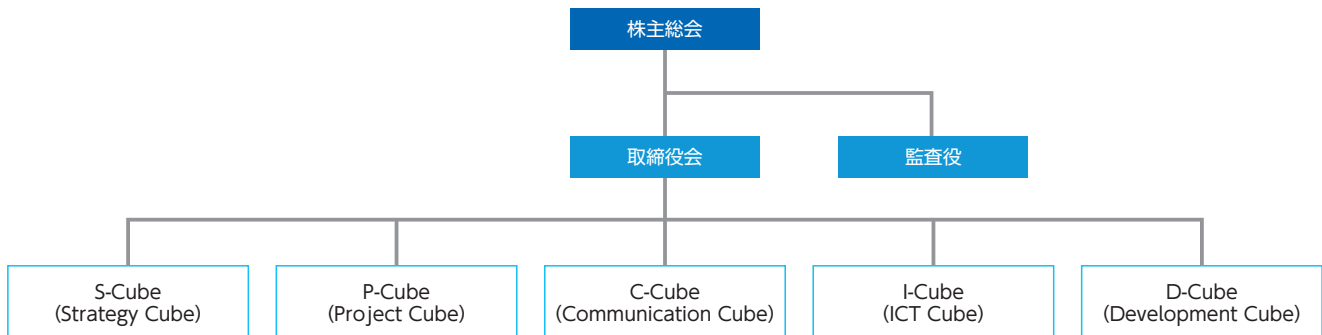 株主総会
取締役会
監査役
S-Cube
(Strategy Cube)
P-Cube
(Project Cube)
C-Cube
(Communication Cube)
I-Cube
(ICT Cube)
D-Cube
(Development Cube)